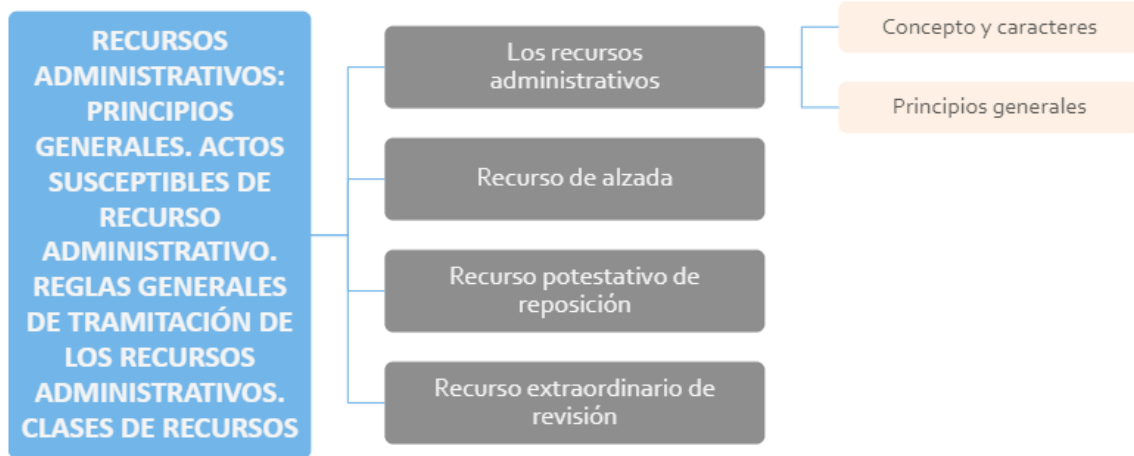 RECURSOS
ADMINISTRATIVOS:
PRINCIPIOS
GENERALES. ACTOS
SUSCEPTIBLES DE
RECURSO
ADMINISTRATIVO.
REGLAS GENERALES
DE TRAMITACIÓN DE
LOS RECURSOS
ADMINISTRATIVOS.
CLASES DE RECURSOS
Los recursos
administrativos
Concepto y caracteres
Principios generales
Recurso de alzada
Recurso potestativo de
reposición
Recurso extraordinario de
revisión